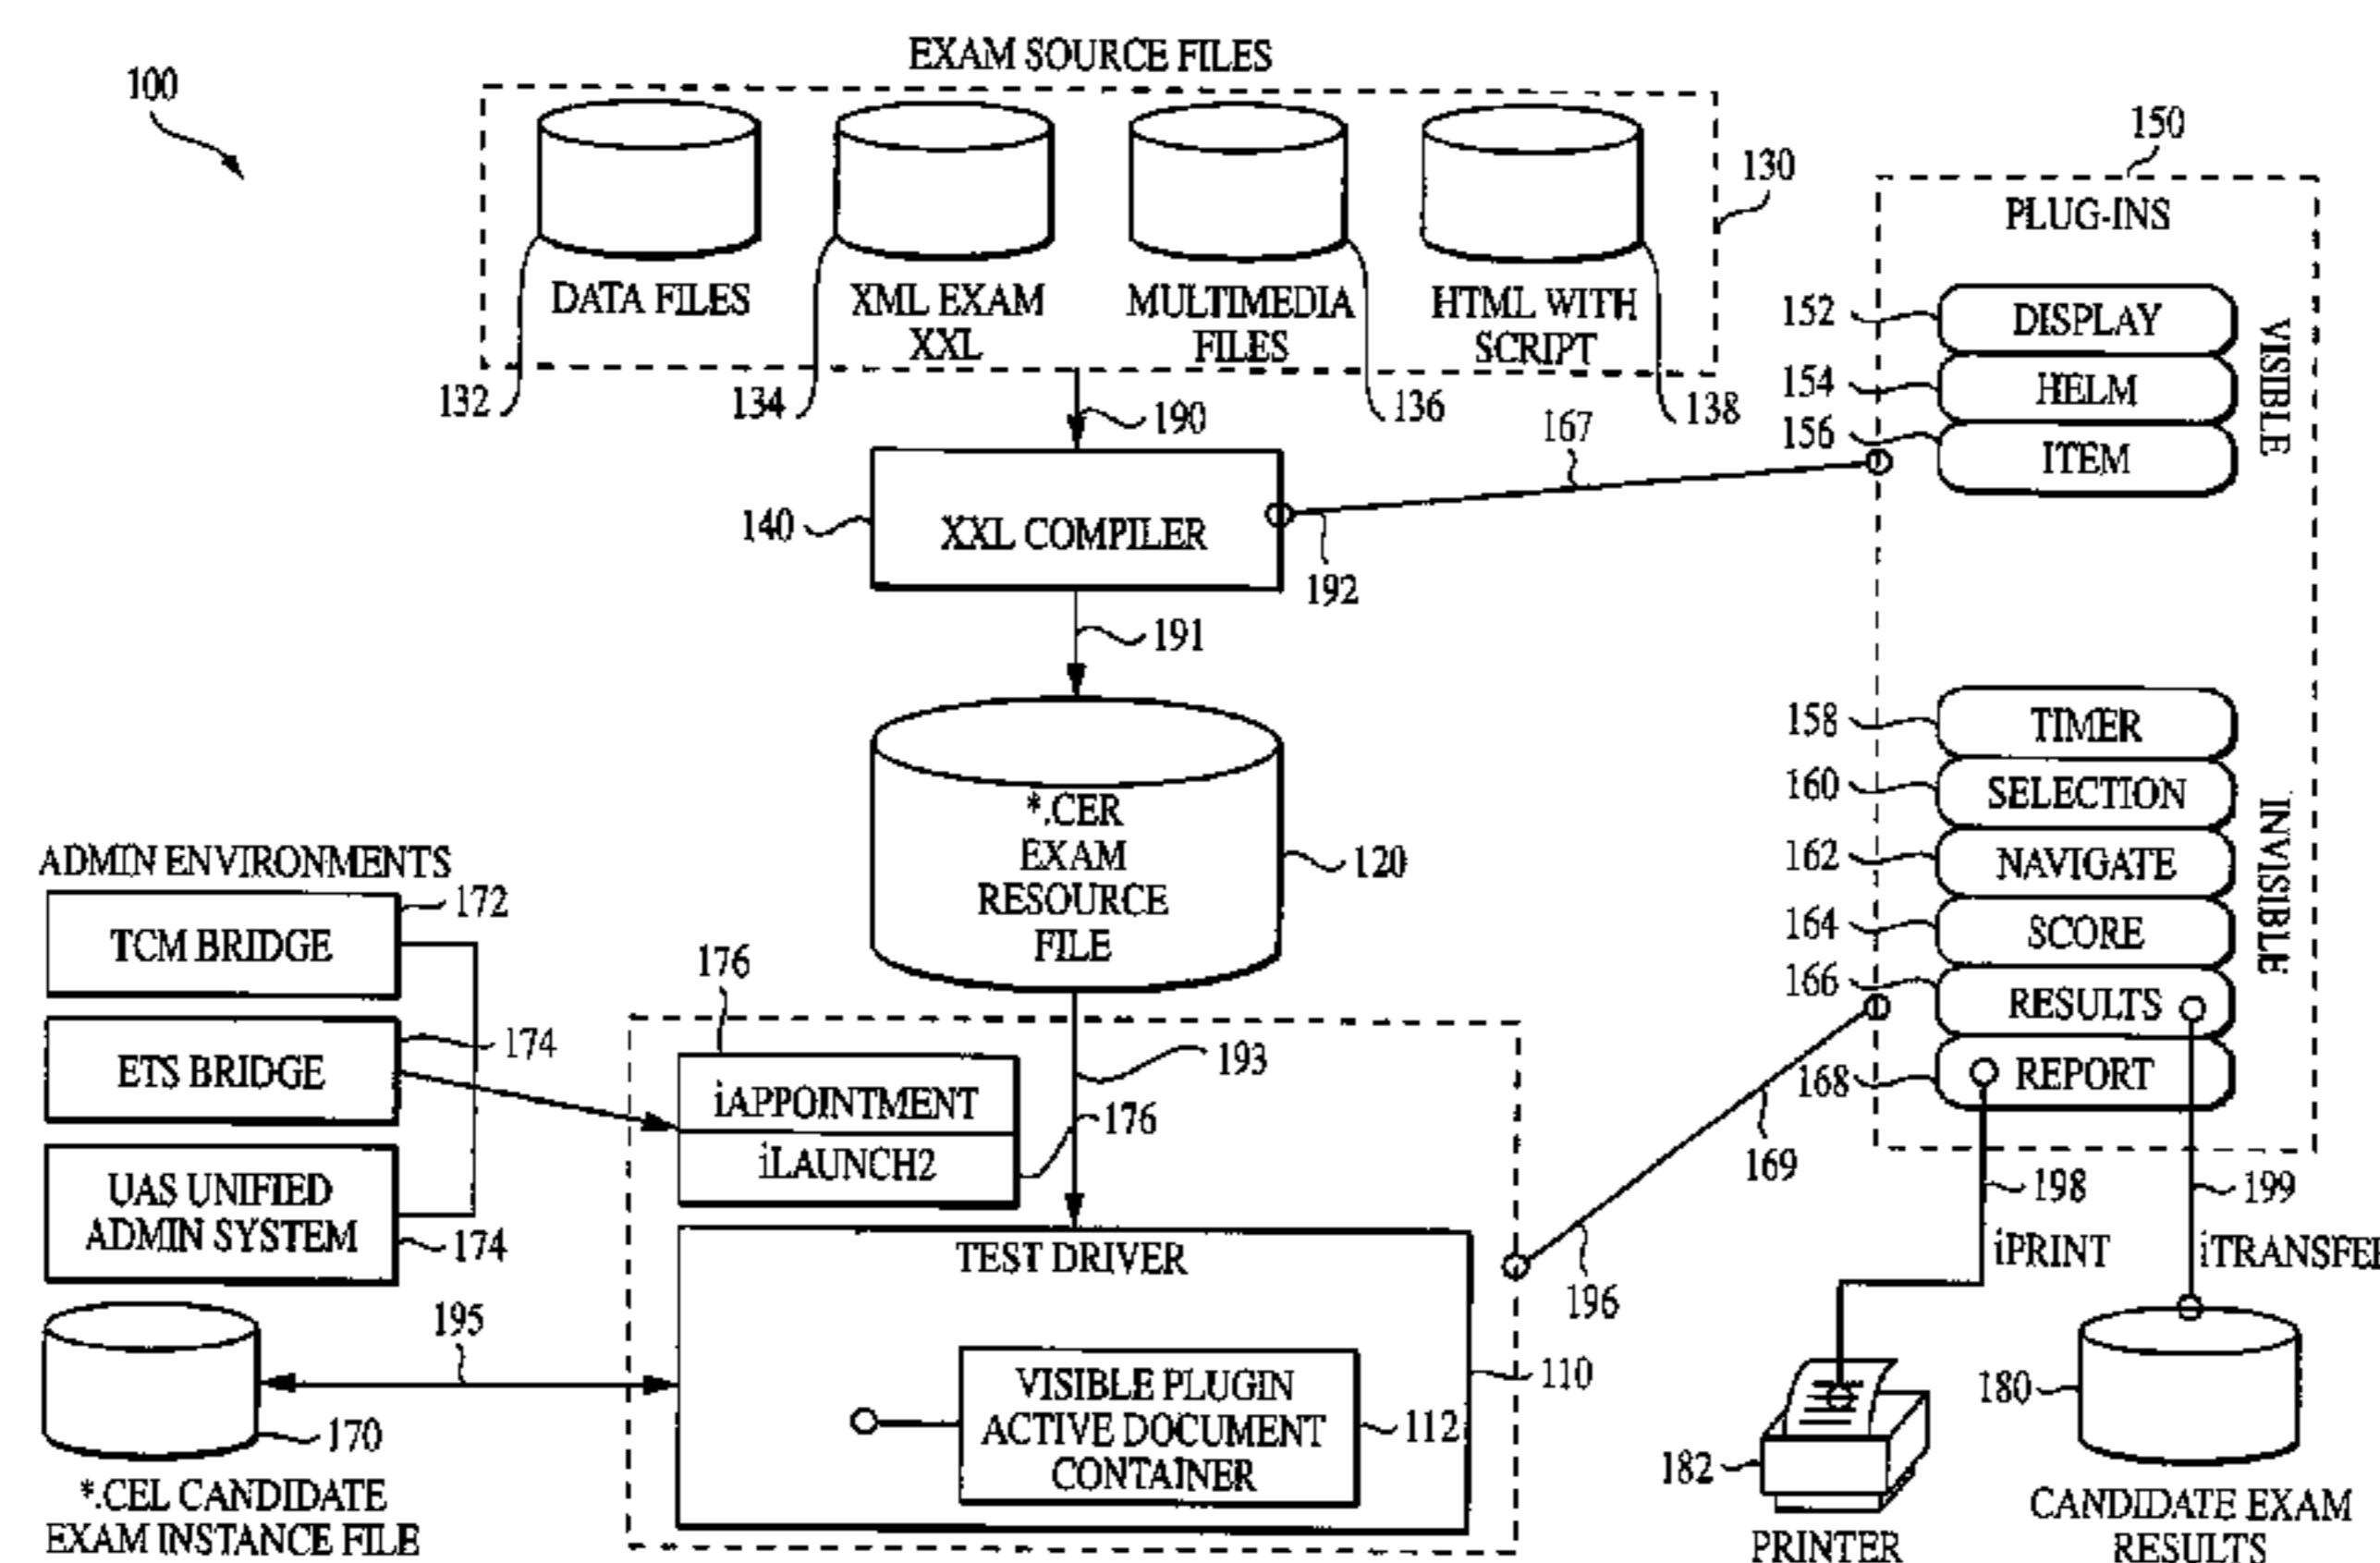 EXAM SOURCE FILES
100
DATA FILES
XML EXAM
XXL
MULTIMEDIA
FILES
HTML WITH
SCRIPT
130
132
134
136
138
190
140
XXL COMPILER
192
167
191
150
PLUG-INS
152
DISPLAY
154
HELM
156
ITEM
VISIBLE
158
TIMER
160
SELECTION
162
NAVIGATE
164
SCORE
166
RESULTS
168
REPORT
INVISIBLE
*.CER
EXAM
RESOURCE
FILE
120
ADMIN ENVIRONMENTS
172
TCM BRIDGE
174
ETS BRIDGE
UAS UNIFIED
ADMIN SYSTEM
174
176
iAPPOINTMENT
iLAUNCH2
176
193
TEST DRIVER
VISIBLE PLUGIN
ACTIVE DOCUMENT
CONTAINER
112
110
195
170
*.CEL CANDIDATE
EXAM INSTANCE FILE
169
196
198
iPRINT
199
iTRANSFER
182
PRINTER
180
CANDIDATE EXAM
RESULTS